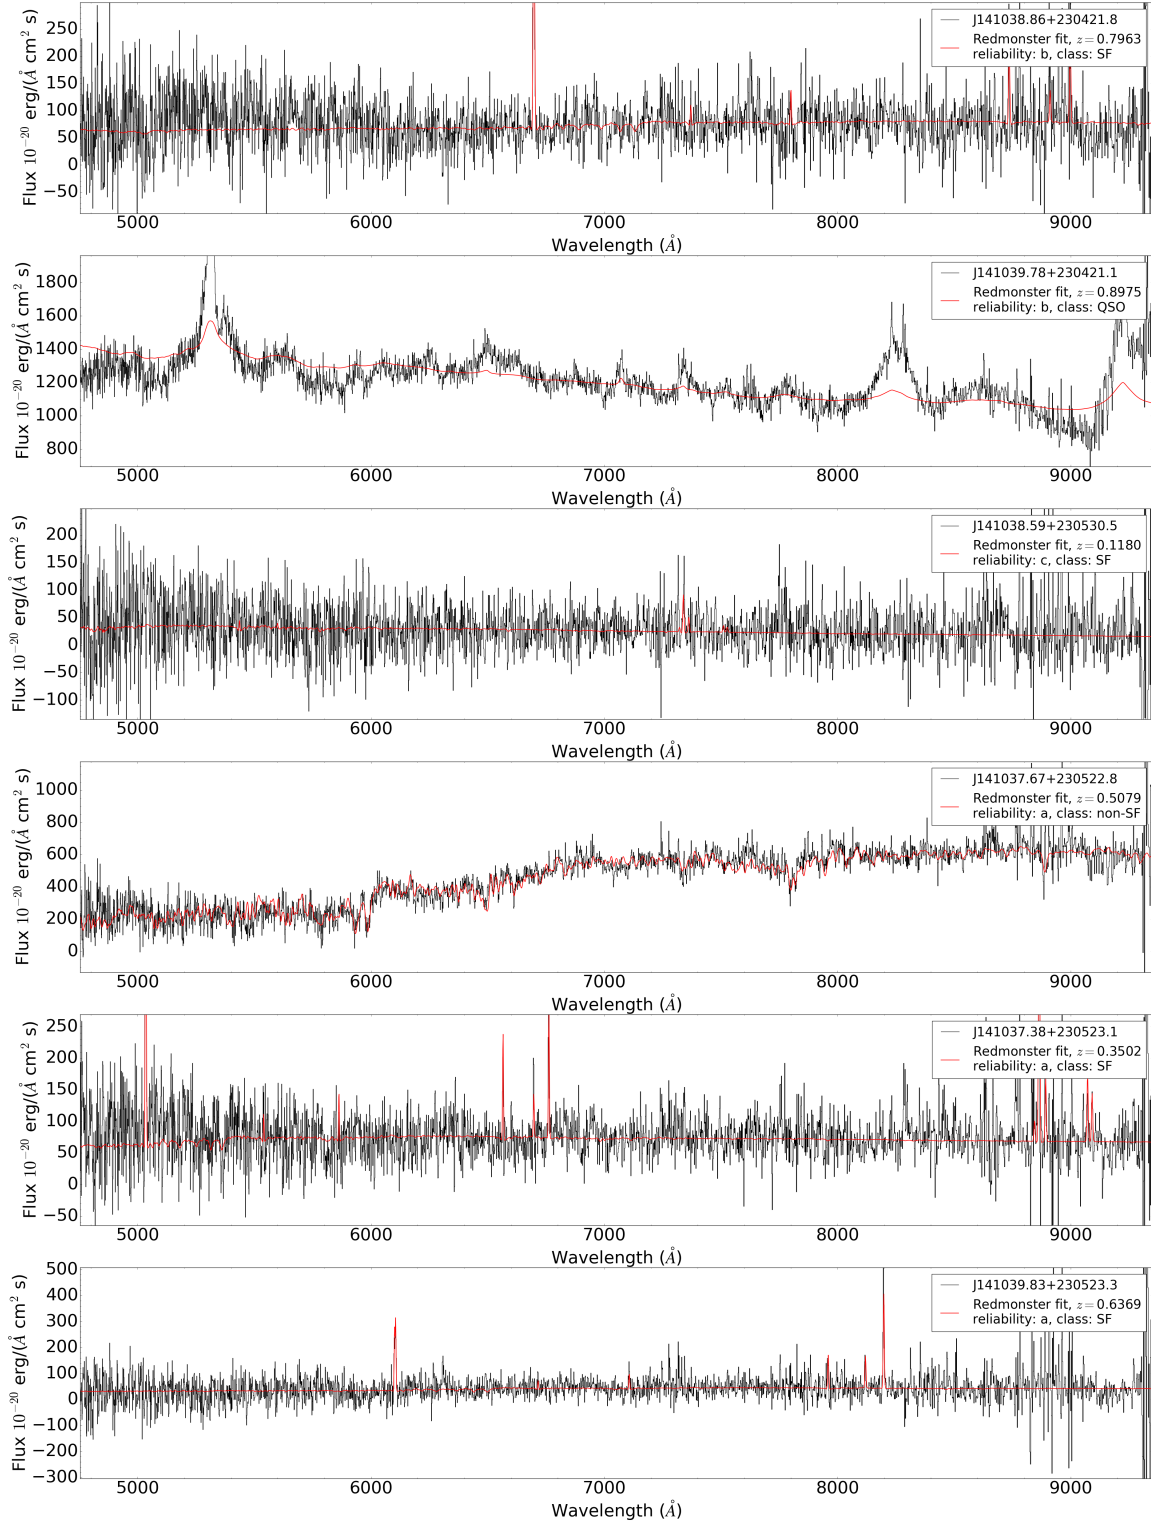 250
200
150
100
50
0
−50
Flux 10⁻²⁰ erg/(Å cm² s)
J141038.86+230421.8
Redmonster fit, z = 0.7963
reliability: b, class: SF
5000 6000 7000 8000 9000
Wavelength (Å)
1800
1600
1400
1200
1000
800
Flux 10⁻²⁰ erg/(Å cm² s)
J141039.78+230421.1
Redmonster fit, z = 0.8975
reliability: b, class: QSO
5000 6000 7000 8000 9000
Wavelength (Å)
200
150
100
50
0
−50
−100
Flux 10⁻²⁰ erg/(Å cm² s)
J141038.59+230530.5
Redmonster fit, z = 0.1180
reliability: c, class: SF
5000 6000 7000 8000 9000
Wavelength (Å)
1000
800
600
400
200
0
Flux 10⁻²⁰ erg/(Å cm² s)
J141037.67+230522.8
Redmonster fit, z = 0.5079
reliability: a, class: non-SF
5000 6000 7000 8000 9000
Wavelength (Å)
250
200
150
100
50
0
−50
Flux 10⁻²⁰ erg/(Å cm² s)
J141037.38+230523.1
Redmonster fit, z = 0.3502
reliability: a, class: SF
5000 6000 7000 8000 9000
Wavelength (Å)
500
400
300
200
100
0
−100
−200
−300
Flux 10⁻²⁰ erg/(Å cm² s)
J141039.83+230523.3
Redmonster fit, z = 0.6369
reliability: a, class: SF
5000 6000 7000 8000 9000
Wavelength (Å)